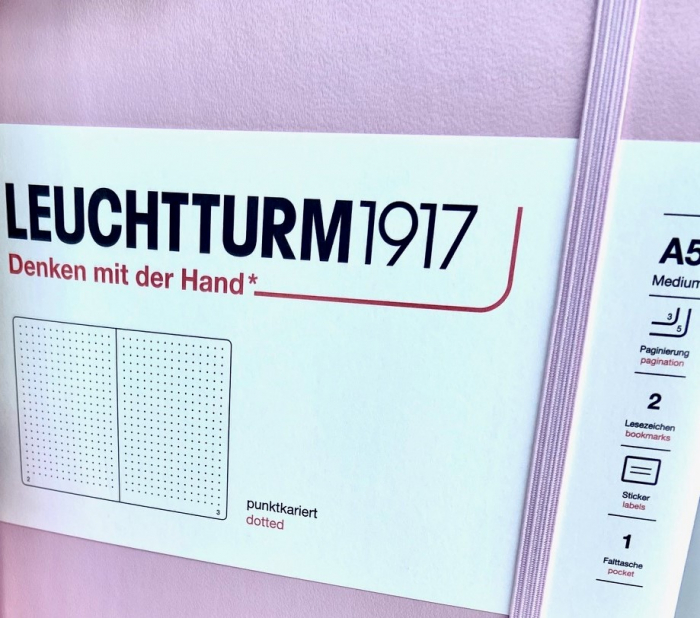 LEUCHTTURM1917
Denken mit der Hand*
2
3
punktkariert
dotted
A5
Medium
3
5
Paginierung
pagination
2
Lesezeichen
bookmarks
Sticker
labels
1
Falttasche
pocket